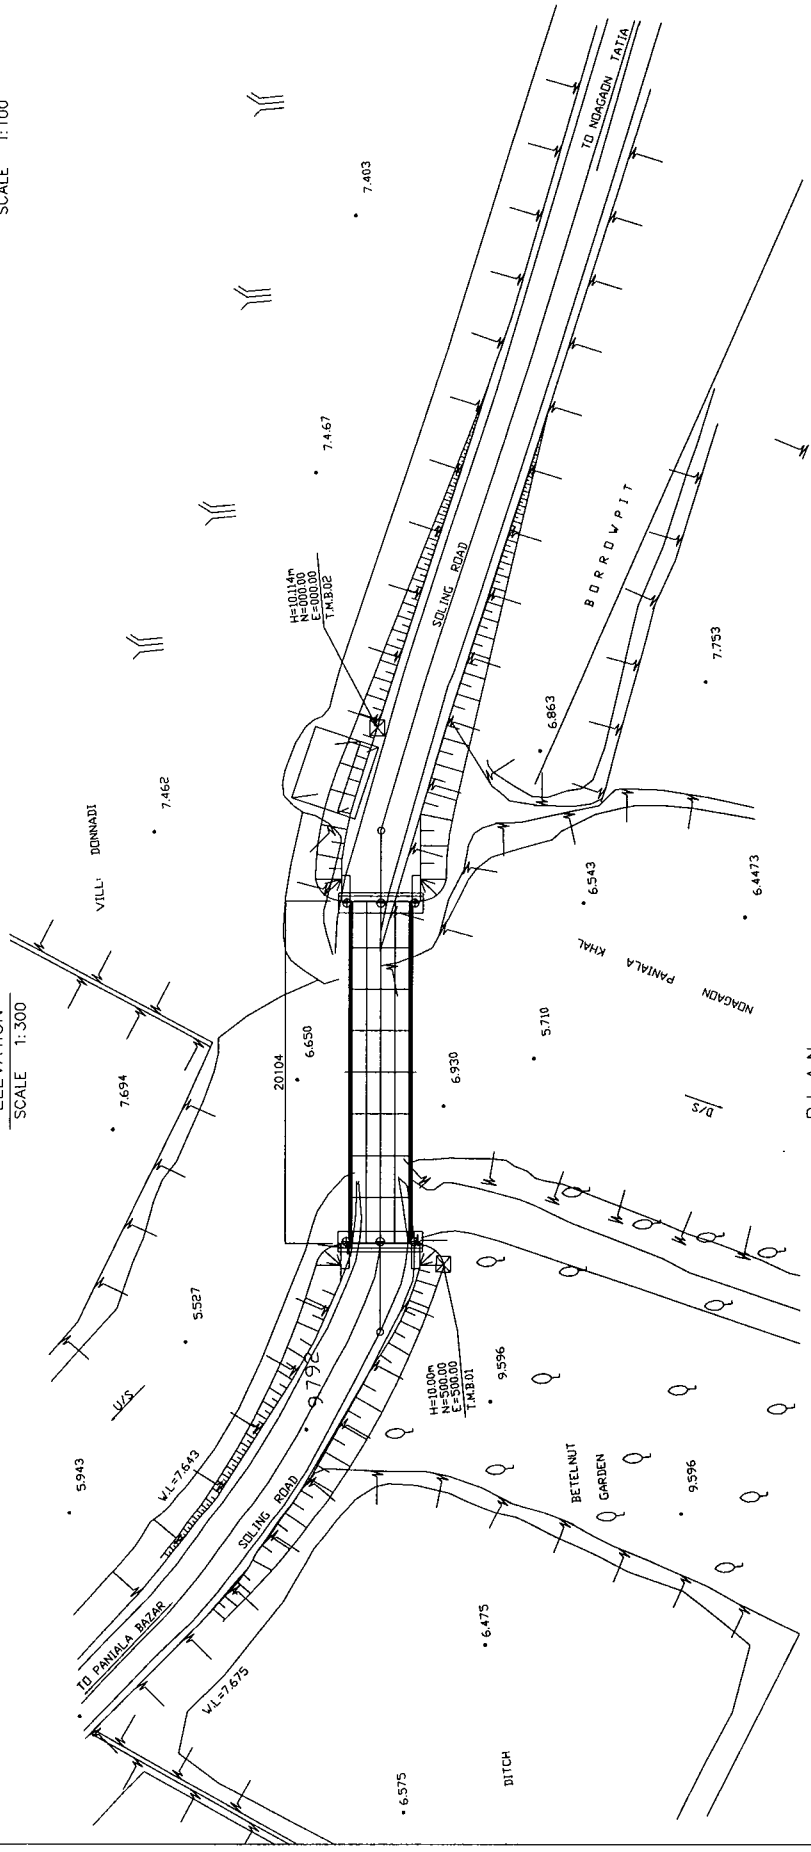 SCALE 1:100
ELEVATION
SCALE 1:300
7.403
TO NOAGAON TATIA
7.4.67
H=10.114m
N=000.00
E=000.00
T.M.B.02
SOLING ROAD
BORROWPIT
7.753
6.863
VILL: DONNADI
7.462
6.543
6.4473
NOAGAON PANIALA KHAL
7.694
20104
6.650
6.930
5.710
D/S
PLAN
5.527
U/S
5.943
W.L=7.643
9.792
H=10.00m
N=500.00
E=500.00
T.M.B.01
9.596
SOLING ROAD
BETELNUT
GARDEN
9.596
TO PANIALA BAZAR
W.L=7.675
6.475
6.575
DITCH